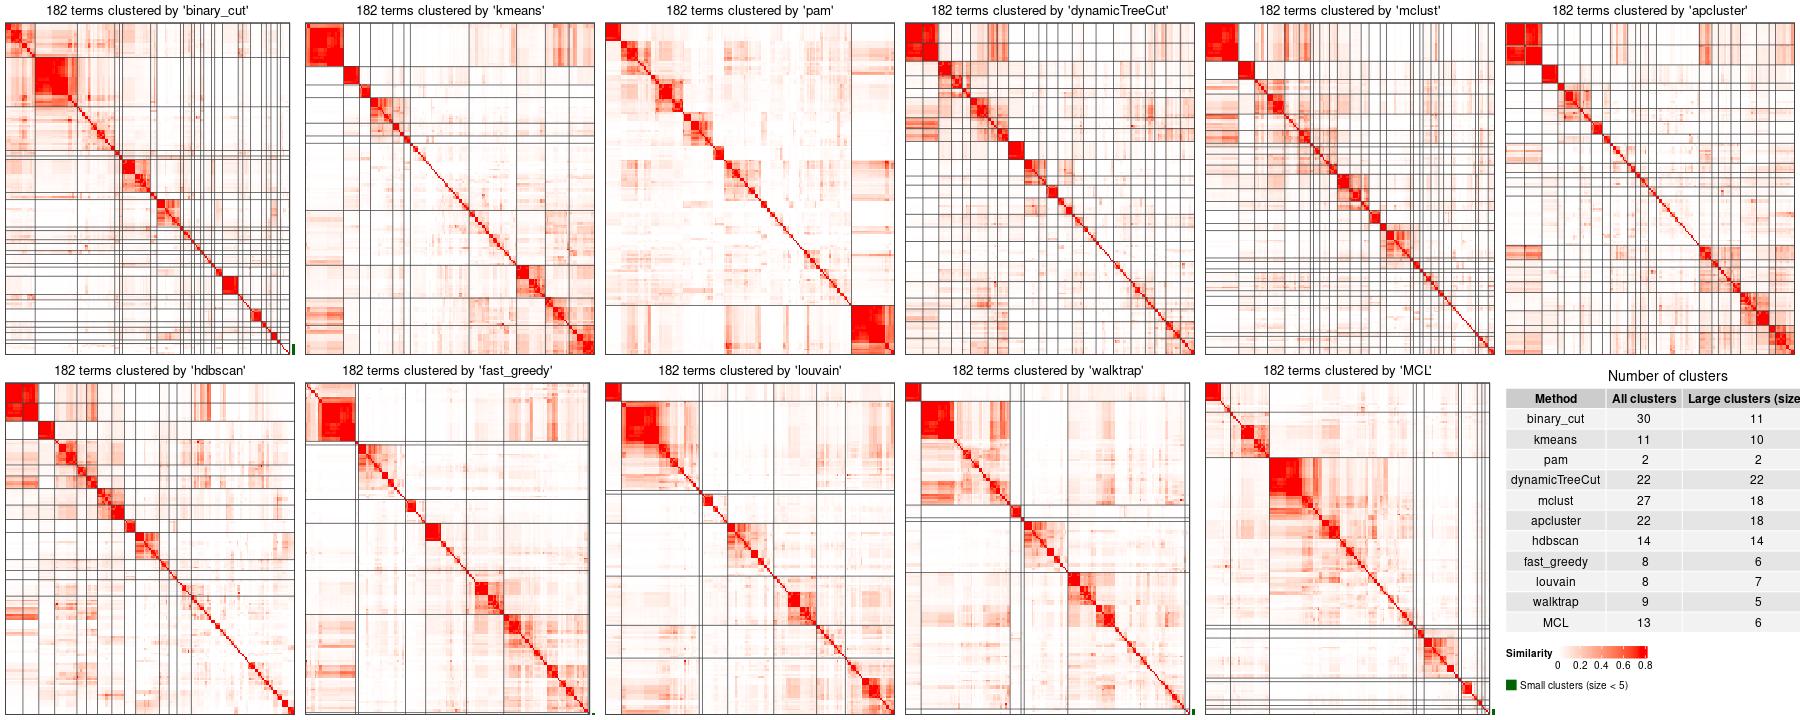 182 terms clustered by 'binary_cut'
182 terms clustered by 'kmeans'
182 terms clustered by 'pam'
182 terms clustered by 'dynamicTreeCut'
182 terms clustered by 'mclust'
182 terms clustered by 'apcluster'
182 terms clustered by 'hdbscan'
182 terms clustered by 'fast_greedy'
182 terms clustered by 'louvain'
182 terms clustered by 'walktrap'
182 terms clustered by 'MCL'
Number of clusters
Method All clusters Large clusters (size
binary_cut 30 11
kmeans 11 10
pam 2 2
dynamicTreeCut 22 22
mclust 27 18
apcluster 22 18
hdbscan 14 14
fast_greedy 8 6
louvain 8 7
walktrap 9 5
MCL 13 6
Similarity
0 0.2 0.4 0.6 0.8
Small clusters (size < 5)